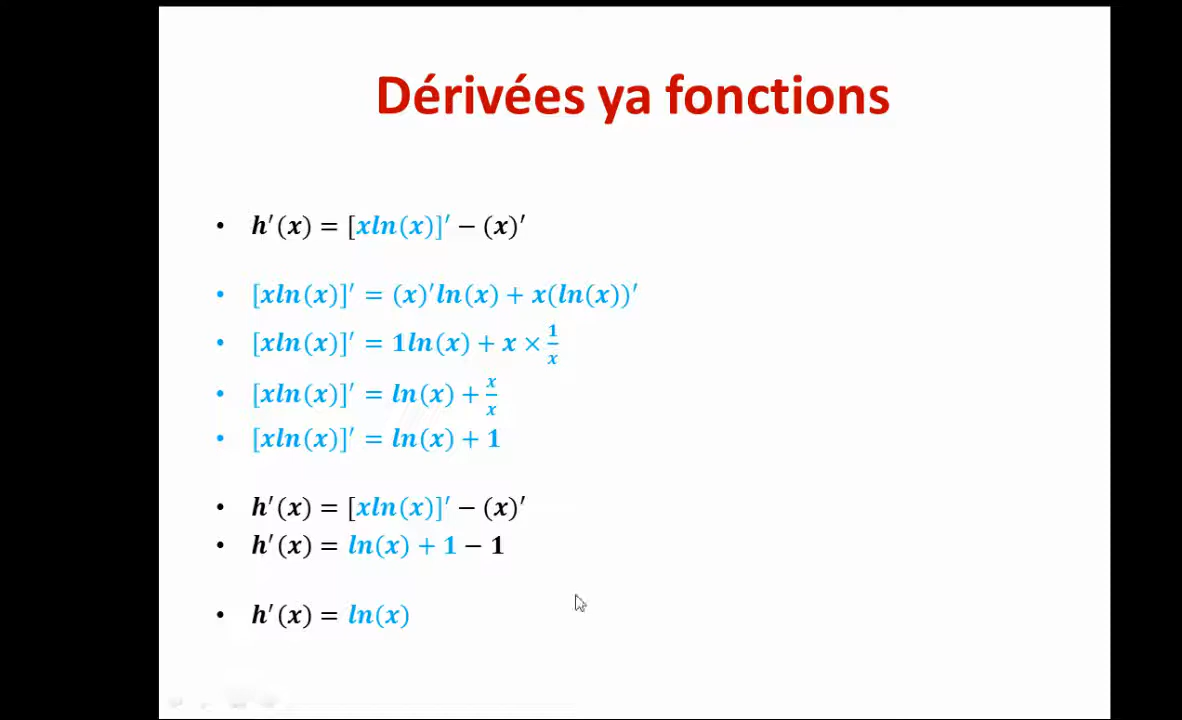 Dérivées ya fonctions
• h′(x) = [xln(x)]′ − (x)′
• [xln(x)]′ = (x)′ln(x) + x(ln(x))′
• [xln(x)]′ = 1ln(x) + x × 1/x
• [xln(x)]′ = ln(x) + x/x
• [xln(x)]′ = ln(x) + 1
• h′(x) = [xln(x)]′ − (x)′
• h′(x) = ln(x) + 1 − 1
• h′(x) = ln(x)